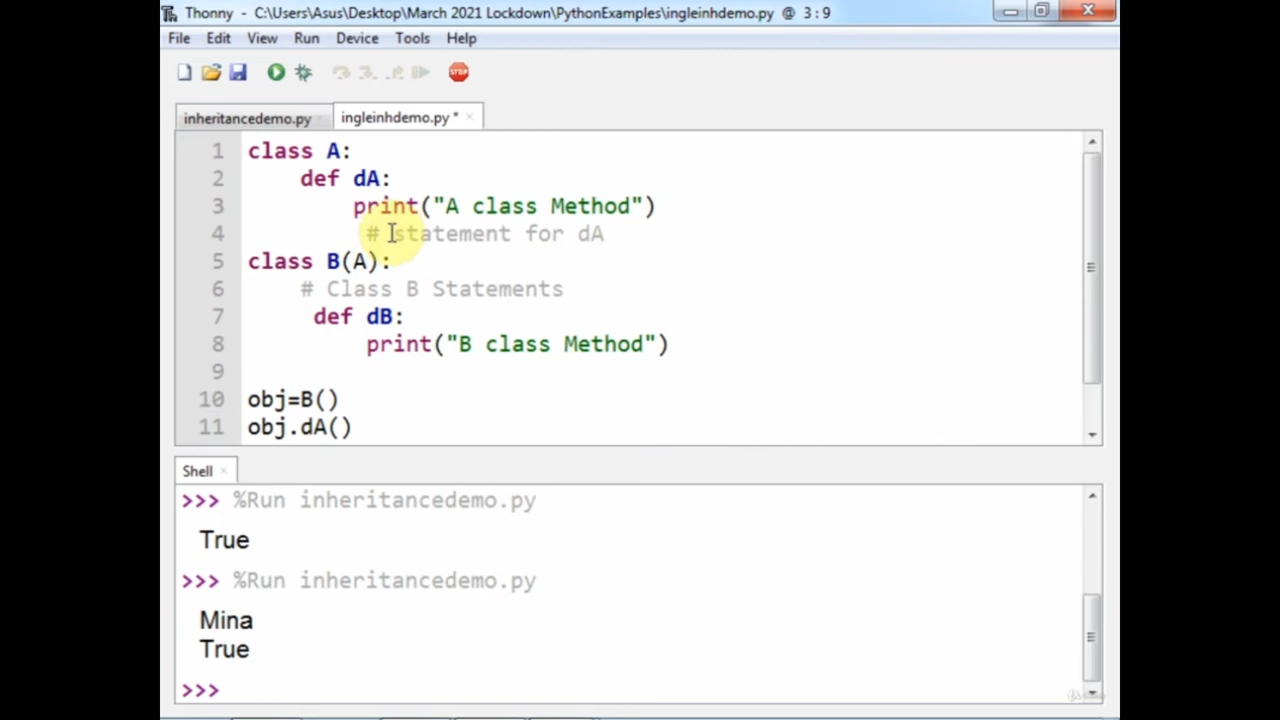 Thonny - C:\Users\Asus\Desktop\March 2021 Lockdown\PythonExamples\ingleinhdemo.py @ 3 : 9
File Edit View Run Device Tools Help
STOP
inheritancedemo.py × ingleinhdemo.py * ×
1 class A:
2 def dA:
3 print("A class Method")
4 # statement for dA
5 class B(A):
6 # Class B Statements
7 def dB:
8 print("B class Method")
9
10 obj=B()
11 obj.dA()
Shell ×
>>> %Run inheritancedemo.py
True
>>> %Run inheritancedemo.py
Mina
True
>>>